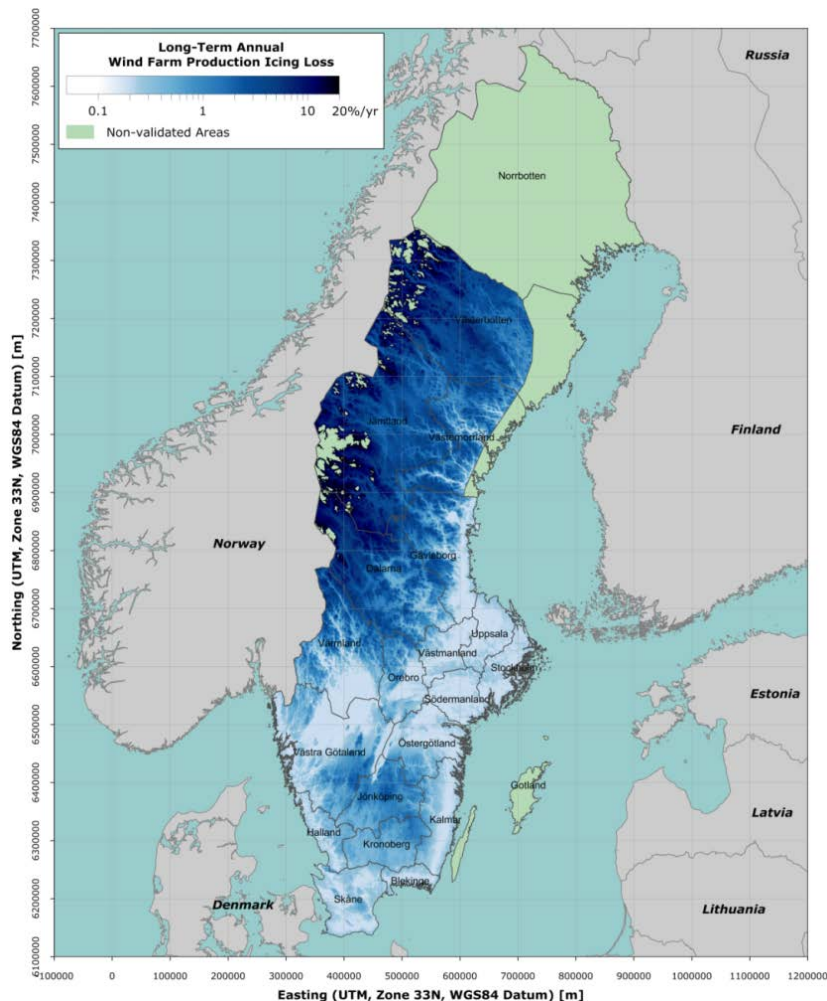 Long-Term Annual
Wind Farm Production Icing Loss
0.1 1 10 20%/yr
Non-validated Areas
Russia
Norrbotten
Västerbotten
Jämtland
Västernorrland
Finland
Norway
Gävleborg
Dalarna
Värmland
Uppsala
Västmanland
Stockholm
Örebro
Södermanland
Estonia
Västra Götaland
Östergötland
Gotland
Jönköping
Latvia
Kalmar
Halland
Kronoberg
Blekinge
Skåne
Denmark
Lithuania
Northing (UTM, Zone 33N, WGS84 Datum) [m]
7700000
7600000
7500000
7400000
7300000
7200000
7100000
7000000
6900000
6800000
6700000
6600000
6500000
6400000
6300000
6200000
6100000
-100000 0 100000 200000 300000 400000 500000 600000 700000 800000 900000 1000000 1100000 1200000
Easting (UTM, Zone 33N, WGS84 Datum) [m]